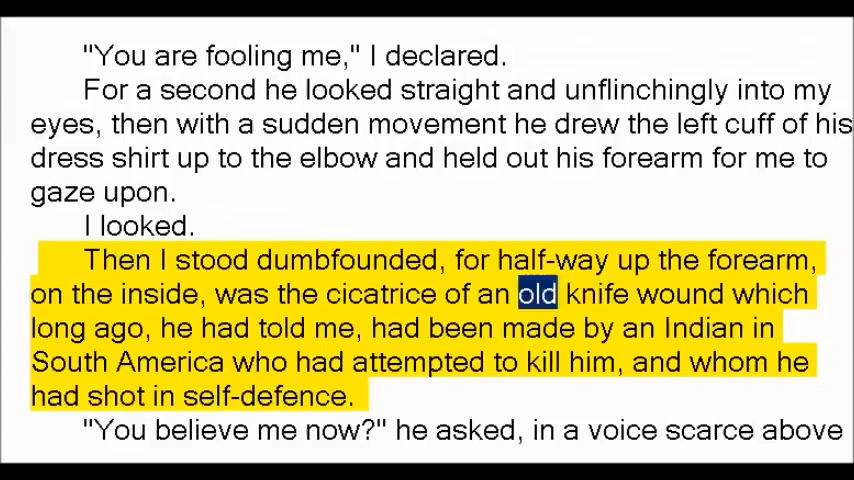 "You are fooling me," I declared.
For a second he looked straight and unflinchingly into my
eyes, then with a sudden movement he drew the left cuff of his
dress shirt up to the elbow and held out his forearm for me to
gaze upon.
I looked.
Then I stood dumbfounded, for half-way up the forearm,
on the inside, was the cicatrice of an old knife wound which
long ago, he had told me, had been made by an Indian in
South America who had attempted to kill him, and whom he
had shot in self-defence.
"You believe me now?" he asked, in a voice scarce above